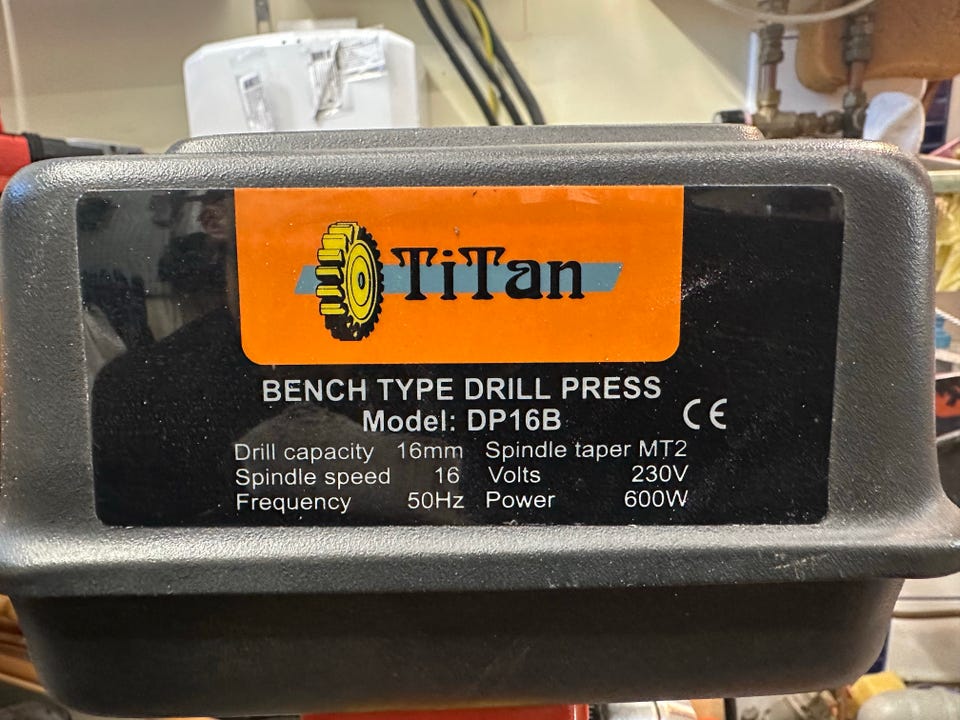 TiTan
BENCH TYPE DRILL PRESS
Model: DP16B
CE
Drill capacity 16mm Spindle taper MT2
Spindle speed 16 Volts 230V
Frequency 50Hz Power 600W